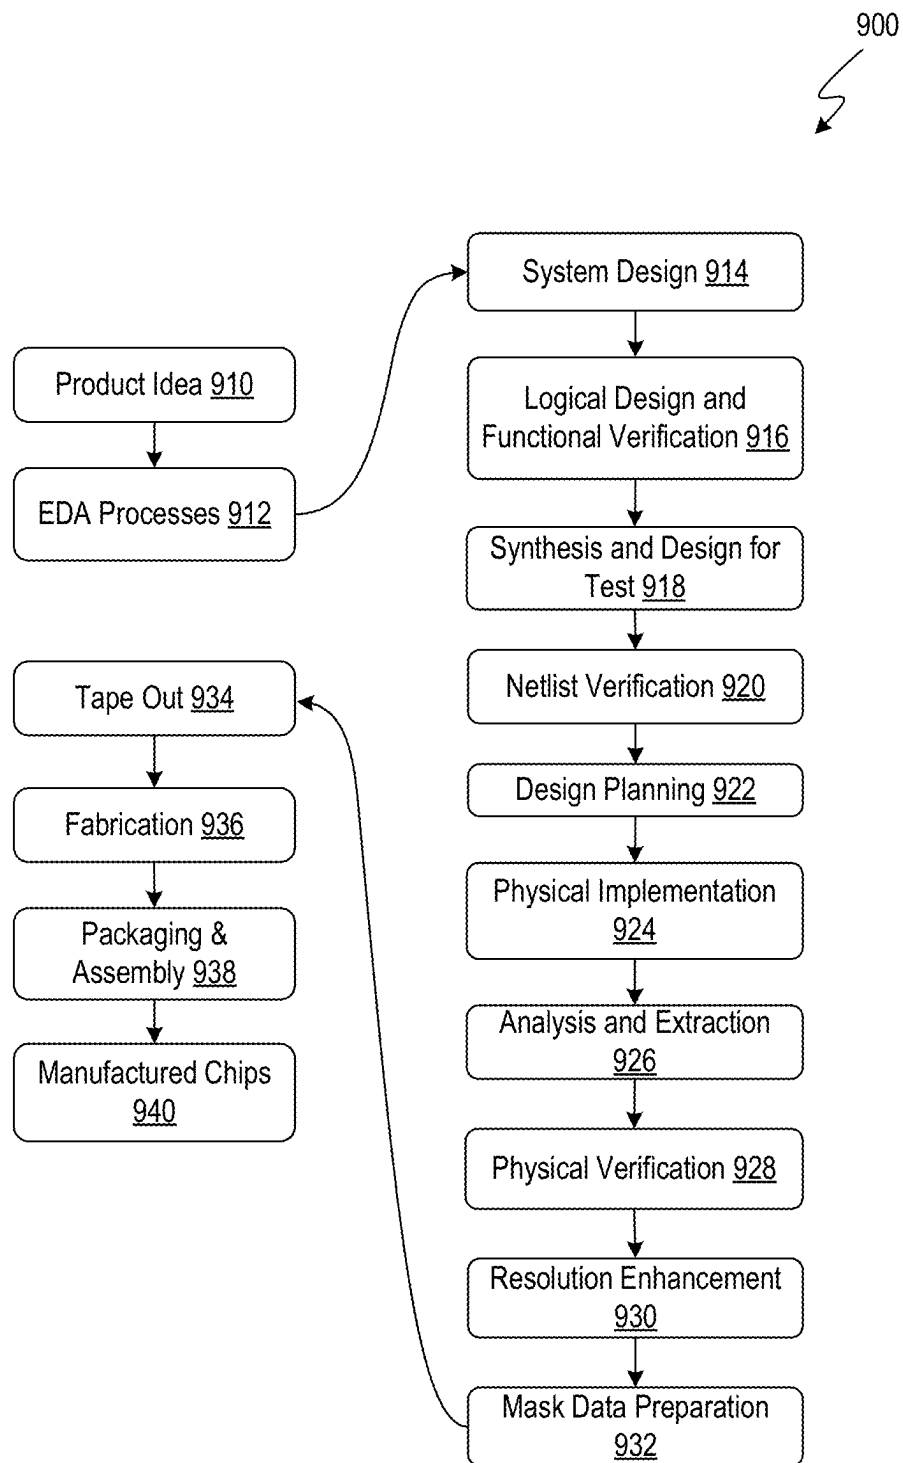 900
Product Idea 910
EDA Processes 912
System Design 914
Logical Design and
Functional Verification 916
Synthesis and Design for
Test 918
Netlist Verification 920
Design Planning 922
Physical Implementation
924
Analysis and Extraction
926
Physical Verification 928
Resolution Enhancement
930
Mask Data Preparation
932
Tape Out 934
Fabrication 936
Packaging &
Assembly 938
Manufactured Chips
940